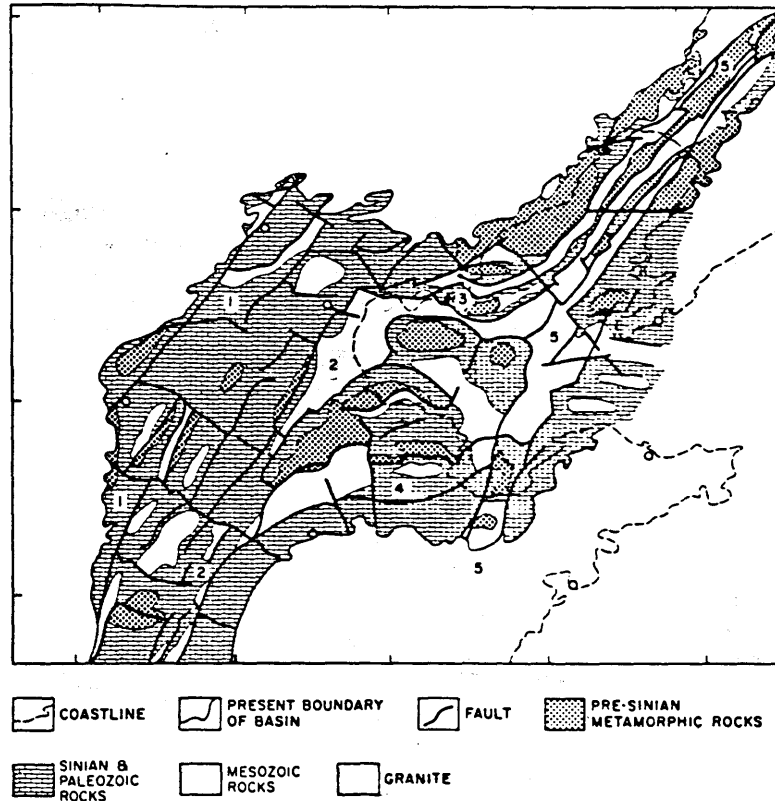 5
1
3
5
2
4
1
5
2
COASTLINE
PRESENT BOUNDARY
OF BASIN
FAULT
PRE-SINIAN
METAMORPHIC ROCKS
SINIAN &
PALEOZOIC
ROCKS
MESOZOIC
ROCKS
GRANITE